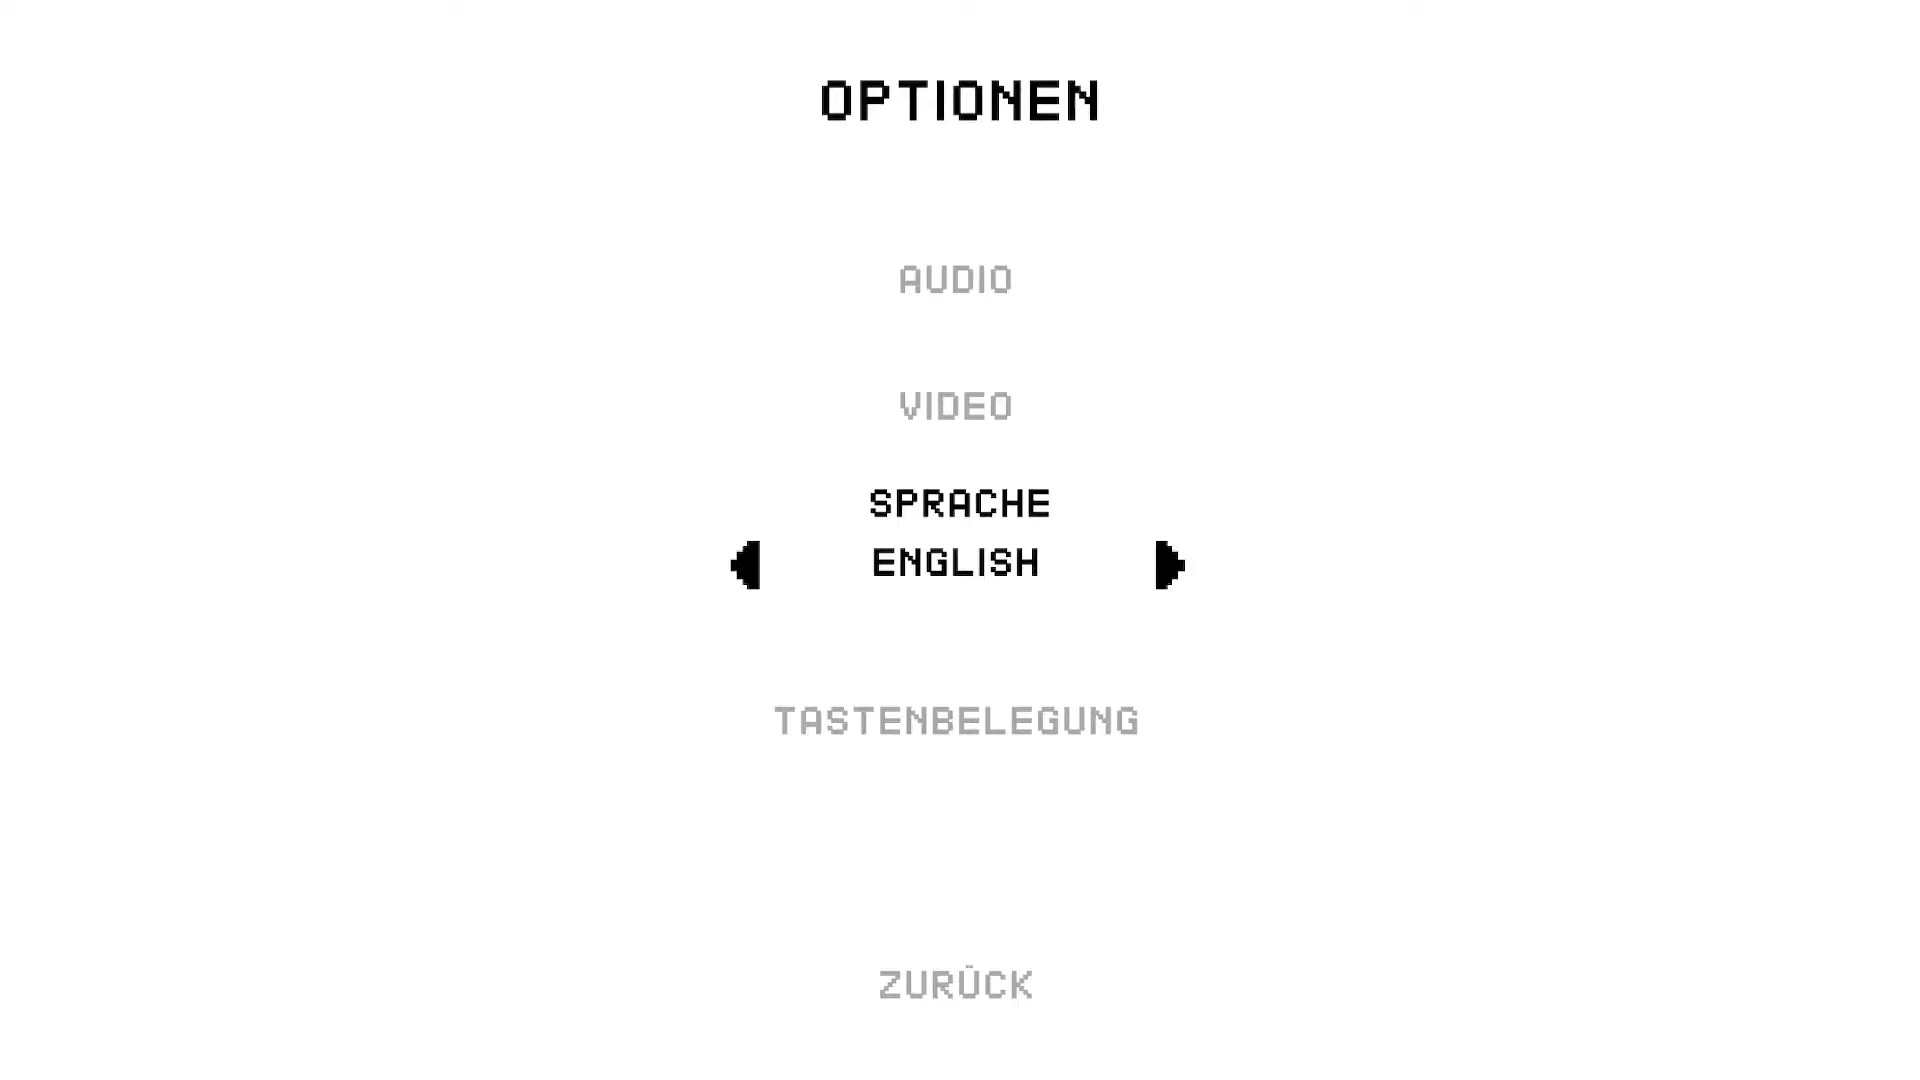 OPTIONEN
AUDIO
VIDEO
SPRACHE
ENGLISH
TASTENBELEGUNG
ZURÜCK